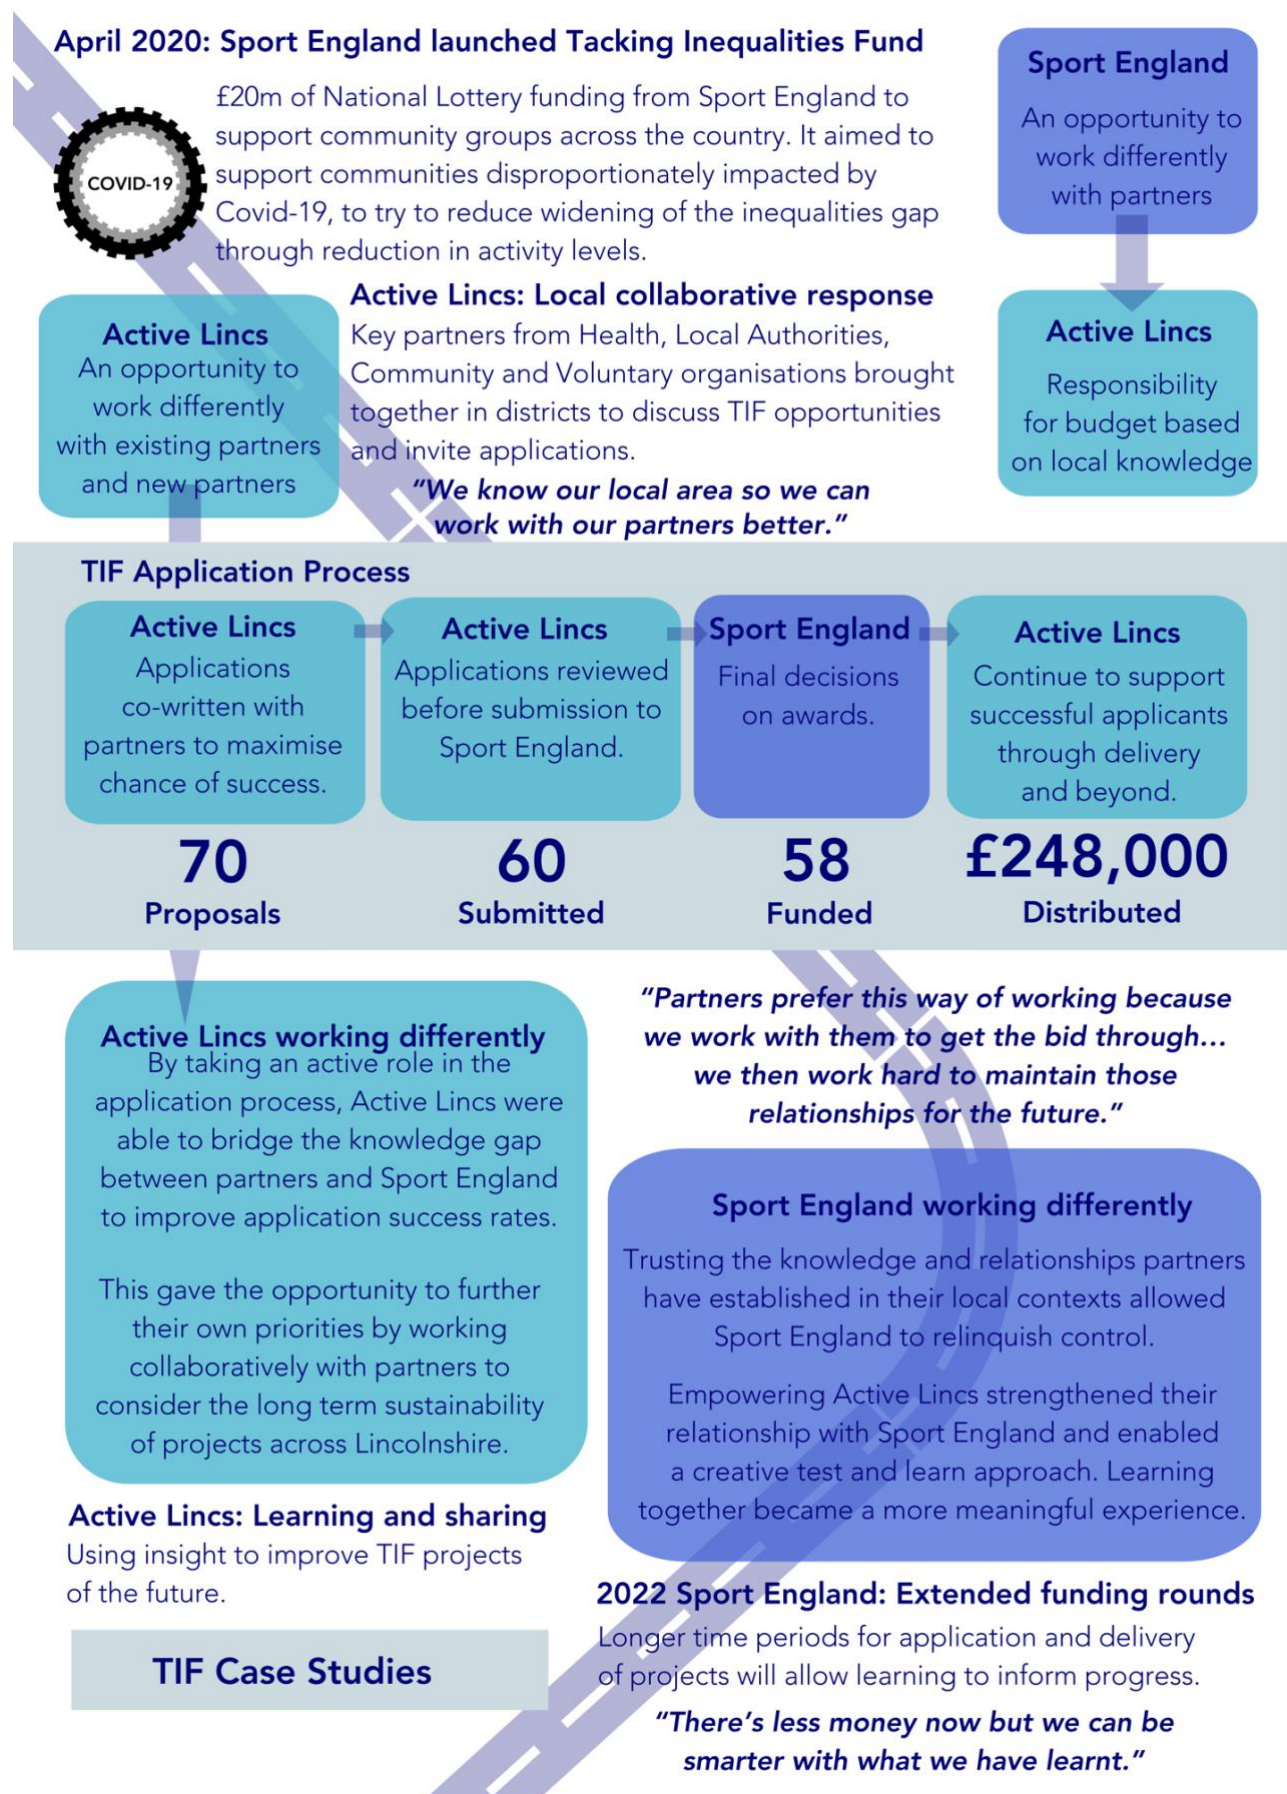 April 2020: Sport England launched Tacking Inequalities Fund
£20m of National Lottery funding from Sport England to
support community groups across the country. It aimed to
support communities disproportionately impacted by
Covid-19, to try to reduce widening of the inequalities gap
through reduction in activity levels.
COVID-19
Sport England
An opportunity to
work differently
with partners
Active Lincs
An opportunity to
work differently
with existing partners
and new partners
Active Lincs: Local collaborative response
Key partners from Health, Local Authorities,
Community and Voluntary organisations brought
together in districts to discuss TIF opportunities
and invite applications.
“We know our local area so we can
work with our partners better.”
Active Lincs
Responsibility
for budget based
on local knowledge
TIF Application Process
Active Lincs
Applications
co-written with
partners to maximise
chance of success.
Active Lincs
Applications reviewed
before submission to
Sport England.
Sport England
Final decisions
on awards.
Active Lincs
Continue to support
successful applicants
through delivery
and beyond.
70
Proposals
60
Submitted
58
Funded
£248,000
Distributed
Active Lincs working differently
By taking an active role in the
application process, Active Lincs were
able to bridge the knowledge gap
between partners and Sport England
to improve application success rates.
This gave the opportunity to further
their own priorities by working
collaboratively with partners to
consider the long term sustainability
of projects across Lincolnshire.
“Partners prefer this way of working because
we work with them to get the bid through...
we then work hard to maintain those
relationships for the future.”
Sport England working differently
Trusting the knowledge and relationships partners
have established in their local contexts allowed
Sport England to relinquish control.
Empowering Active Lincs strengthened their
relationship with Sport England and enabled
a creative test and learn approach. Learning
together became a more meaningful experience.
Active Lincs: Learning and sharing
Using insight to improve TIF projects
of the future.
TIF Case Studies
2022 Sport England: Extended funding rounds
Longer time periods for application and delivery
of projects will allow learning to inform progress.
“There’s less money now but we can be
smarter with what we have learnt.”